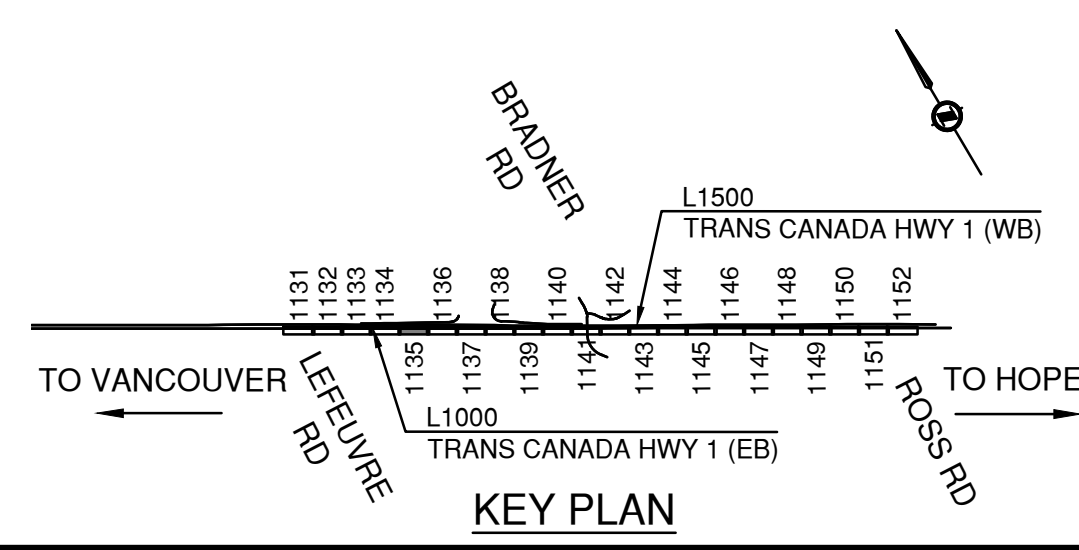 BRADNER
RD
L1500
TRANS CANADA HWY 1 (WB)
1131
1132
1133
1134
1136
1138
1140
1142
1144
1146
1148
1150
1152
1135
1137
1139
1141
1143
1145
1147
1149
1151
TO VANCOUVER
LEFEUVRE
RD
L1000
TRANS CANADA HWY 1 (EB)
ROSS RD
TO HOPE
KEY PLAN